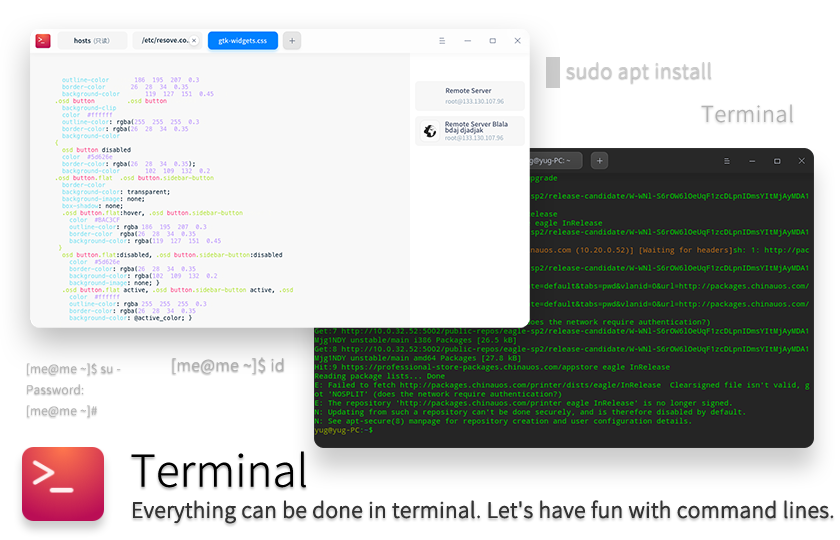 hosts (只读)
/etc/resove.co..
gtk-widgets.css
outline-color 186 195 207 0.3
border-color 26 28 34 0.35
background-color 119 127 151 0.45
.osd button .osd button
background-clip
color #ffffff
outline-color: rgba(255 255 255 0.3
border-color: rgba(26 28 34 0.35
background-color
{
osd button disabled
color #5d626e
border-color: rgba(26 28 34 0.35);
background-color 102 109 132 0.2
.osd button.flat .osd button.sidebar-button
border-color
background-color: transparent;
background-image: none;
box-shadow: none;
.osd button.flat:hover, .osd button.sidebar-button
color #BAC3CF
outline-color: rgba 186 195 207 0.3
border-color rgba(26 28 34 0.35
background-color: rgba(119 127 151 0.45
}
osd button.flat:disabled, .osd button.sidebar-button:disabled
color #5d626e
border-color: rgba(26 28 34 0.35
background-color: rgba(102 109 132 0.2
background-image: none; }
.osd button.flat active, .osd button.sidebar-button active, .osd
color #ffffff
outline-color: rgba 255 255 255 0.3
border-color: rgba(26 28 34 0.35
background-color: @active_color; }
Remote Server
root@133.130.107.96
Remote Server Blala
bdaj djadjak
root@133.130.107.96
sudo apt install
Terminal
g@yug-PC: ~
pgrade
sp2/release-candidate/W-WNl-S6rOW6lOeUqF1zcDLpnIDmsYItMjAyMDA1
elease
eagle InRelease
-sp2/release-candidate/W-WNl-S6rOW6lOeUqF1zcDLpnIDmsYItMjAyMDA1
chinauos.com (10.20.0.52)] [Waiting for headers]sh: 1: http://pac
sp2/release-candidate/W-WNl-S6rOW6lOeUqF1zcDLpnIDmsYItMjAyMDA1
te=default&tabs=pwd&vlanid=0&url=http://packages.chinauos.com/
sp2/release-candidate/W-WNl-S6rOW6lOeUqF1zcDLpnIDmsYItMjAyMDA1
te=default&tabs=pwd&vlanid=0&url=http://packages.chinauos.com/
oes the network require authentication?)
Get:7 http://10.0.32.52:5002/public-repos/eagle-sp2/release-candidate/W-WNl-S6rOW6lOeUqF1zcDLpnIDmsYItMjAyMDA1
Mjg1NDY unstable/main i386 Packages [26.5 kB]
Get:8 http://10.0.32.52:5002/public-repos/eagle-sp2/release-candidate/W-WNl-S6rOW6lOeUqF1zcDLpnIDmsYItMjAyMDA1
Mjg1NDY unstable/main amd64 Packages [27.8 kB]
Hit:9 https://professional-store-packages.chinauos.com/appstore eagle InRelease
Reading package lists... Done
E: Failed to fetch http://packages.chinauos.com/printer/dists/eagle/InRelease Clearsigned file isn't valid, g
ot 'NOSPLIT' (does the network require authentication?)
E: The repository 'http://packages.chinauos.com/printer eagle InRelease' is no longer signed.
N: Updating from such a repository can't be done securely, and is therefore disabled by default.
N: See apt-secure(8) manpage for repository creation and user configuration details.
yug@yug-PC:~$
[me@me ~]$ su -
Password:
[me@me ~]#
[me@me ~]$ id
Terminal
Everything can be done in terminal. Let's have fun with command lines.